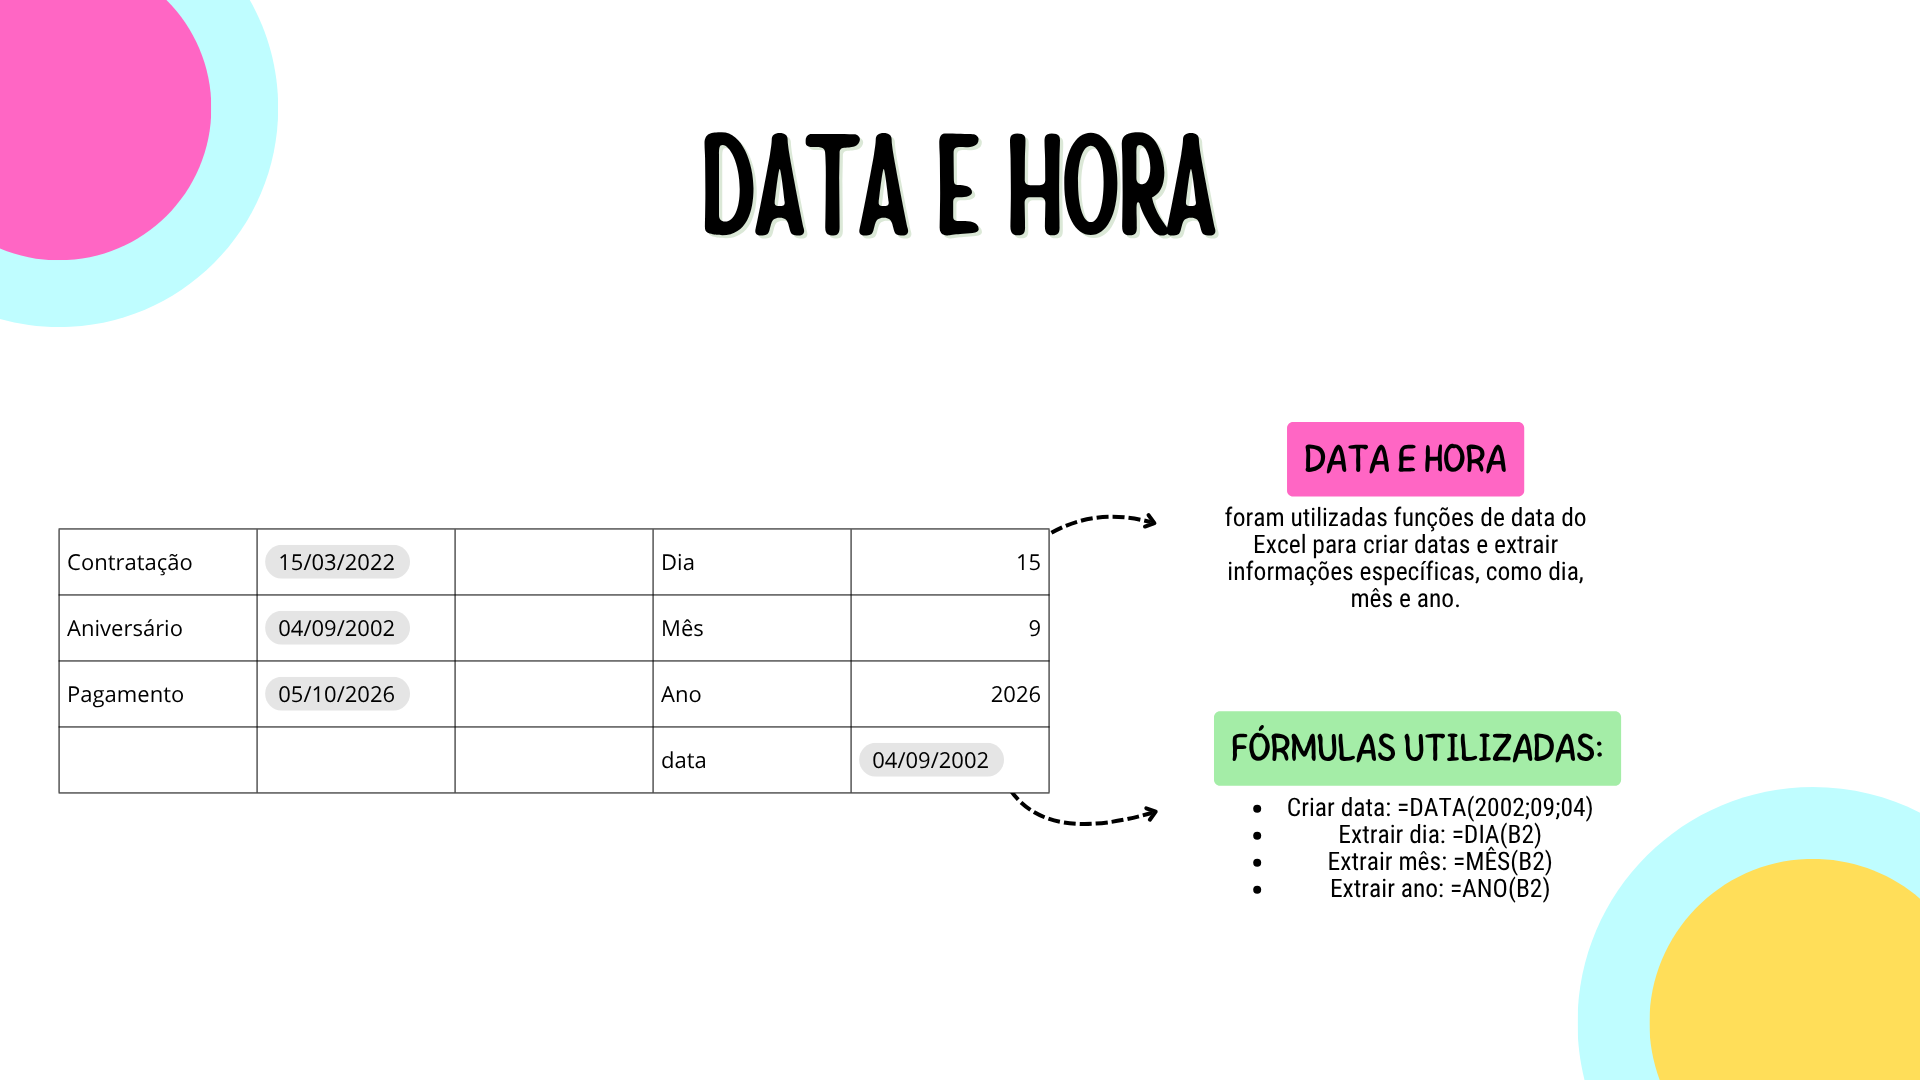 DATA E HORA
Contratação 15/03/2022 Dia 15
Aniversário 04/09/2002 Mês 9
Pagamento 05/10/2026 Ano 2026
data 04/09/2002
DATA E HORA
foram utilizadas funções de data do
Excel para criar datas e extrair
informações específicas, como dia,
mês e ano.
FÓRMULAS UTILIZADAS:
• Criar data: =DATA(2002;09;04)
• Extrair dia: =DIA(B2)
• Extrair mês: =MÊS(B2)
• Extrair ano: =ANO(B2)